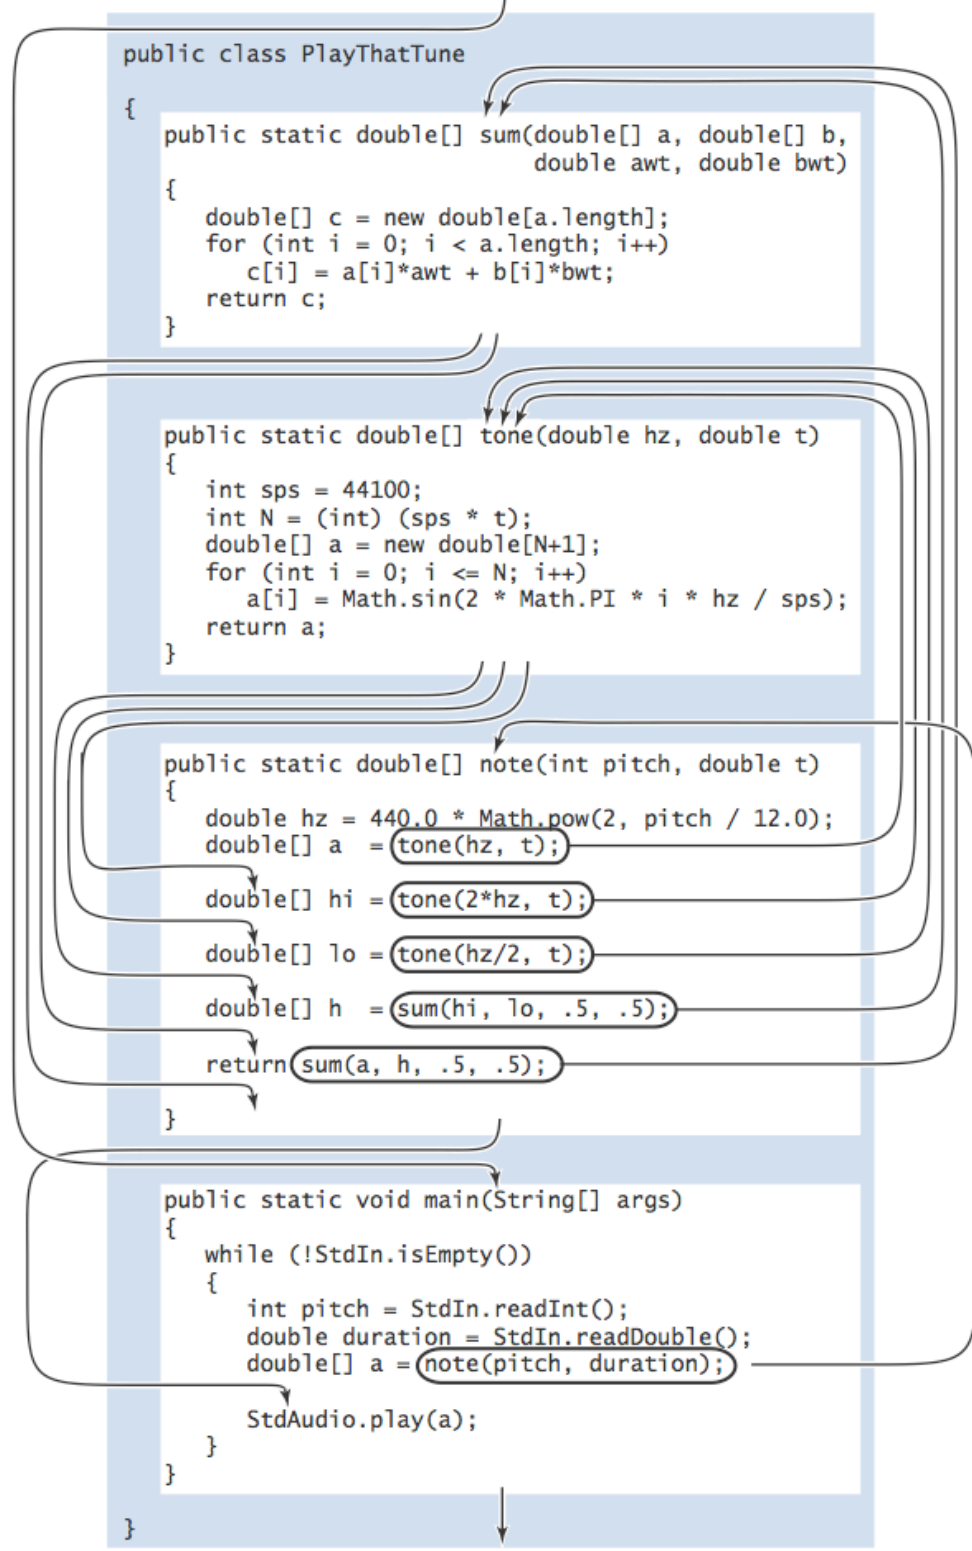 public class PlayThatTune
{
public static double[] sum(double[] a, double[] b,
double awt, double bwt)
{
double[] c = new double[a.length];
for (int i = 0; i < a.length; i++)
c[i] = a[i]*awt + b[i]*bwt;
return c;
}
public static double[] tone(double hz, double t)
{
int sps = 44100;
int N = (int) (sps * t);
double[] a = new double[N+1];
for (int i = 0; i <= N; i++)
a[i] = Math.sin(2 * Math.PI * i * hz / sps);
return a;
}
public static double[] note(int pitch, double t)
{
double hz = 440.0 * Math.pow(2, pitch / 12.0);
double[] a  = tone(hz, t);
double[] hi = tone(2*hz, t);
double[] lo = tone(hz/2, t);
double[] h  = sum(hi, lo, .5, .5);
return sum(a, h, .5, .5);
}
public static void main(String[] args)
{
while (!StdIn.isEmpty())
{
int pitch = StdIn.readInt();
double duration = StdIn.readDouble();
double[] a = note(pitch, duration);
StdAudio.play(a);
}
}
}